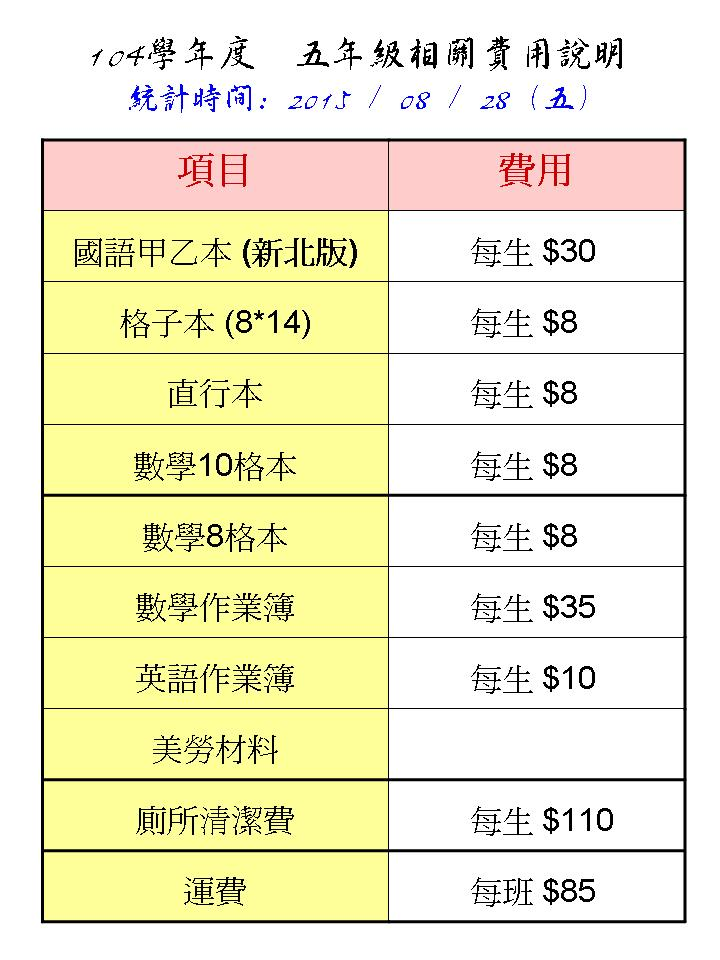 104學年度 五年級相關費用說明
統計時間: 2015 / 08 / 28 (五)
項目 費用
國語甲乙本 (新北版) 每生 $30
格子本 (8*14) 每生 $8
直行本 每生 $8
數學10格本 每生 $8
數學8格本 每生 $8
數學作業簿 每生 $35
英語作業簿 每生 $10
美勞材料
廁所清潔費 每生 $110
運費 每班 $85